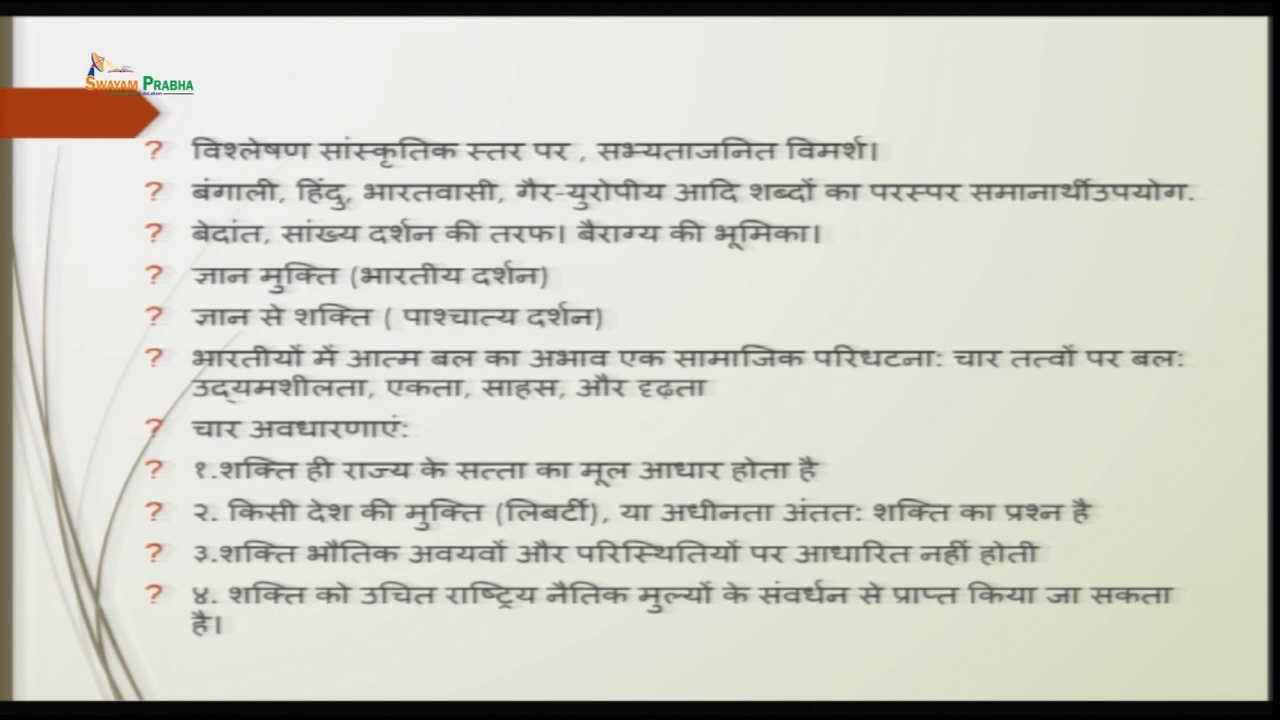 SWAYAM PRABHA
? विश्लेषण सांस्कृतिक स्तर पर , सभ्यताजनित विमर्श।
? बंगाली, हिंदु, भारतवासी, गैर-युरोपीय आदि शब्दों का परस्पर समानार्थीउपयोग.
? बेदांत, सांख्य दर्शन की तरफ। बैराग्य की भूमिका।
? ज्ञान मुक्ति (भारतीय दर्शन)
? ज्ञान से शक्ति ( पाश्चात्य दर्शन)
? भारतीयों में आत्म बल का अभाव एक सामाजिक परिधटना: चार तत्वों पर बल:
उद्यमशीलता, एकता, साहस, और दृढ़ता
? चार अवधारणाएं:
? १.शक्ति ही राज्य के सत्ता का मूल आधार होता है
? २. किसी देश की मुक्ति (लिबर्टी), या अधीनता अंतत: शक्ति का प्रश्न है
? ३.शक्ति भौतिक अवयवों और परिस्थितियों पर आधारित नहीं होती
? ४. शक्ति को उचित राष्ट्रिय नैतिक मुल्यों के संवर्धन से प्राप्त किया जा सकता
है।